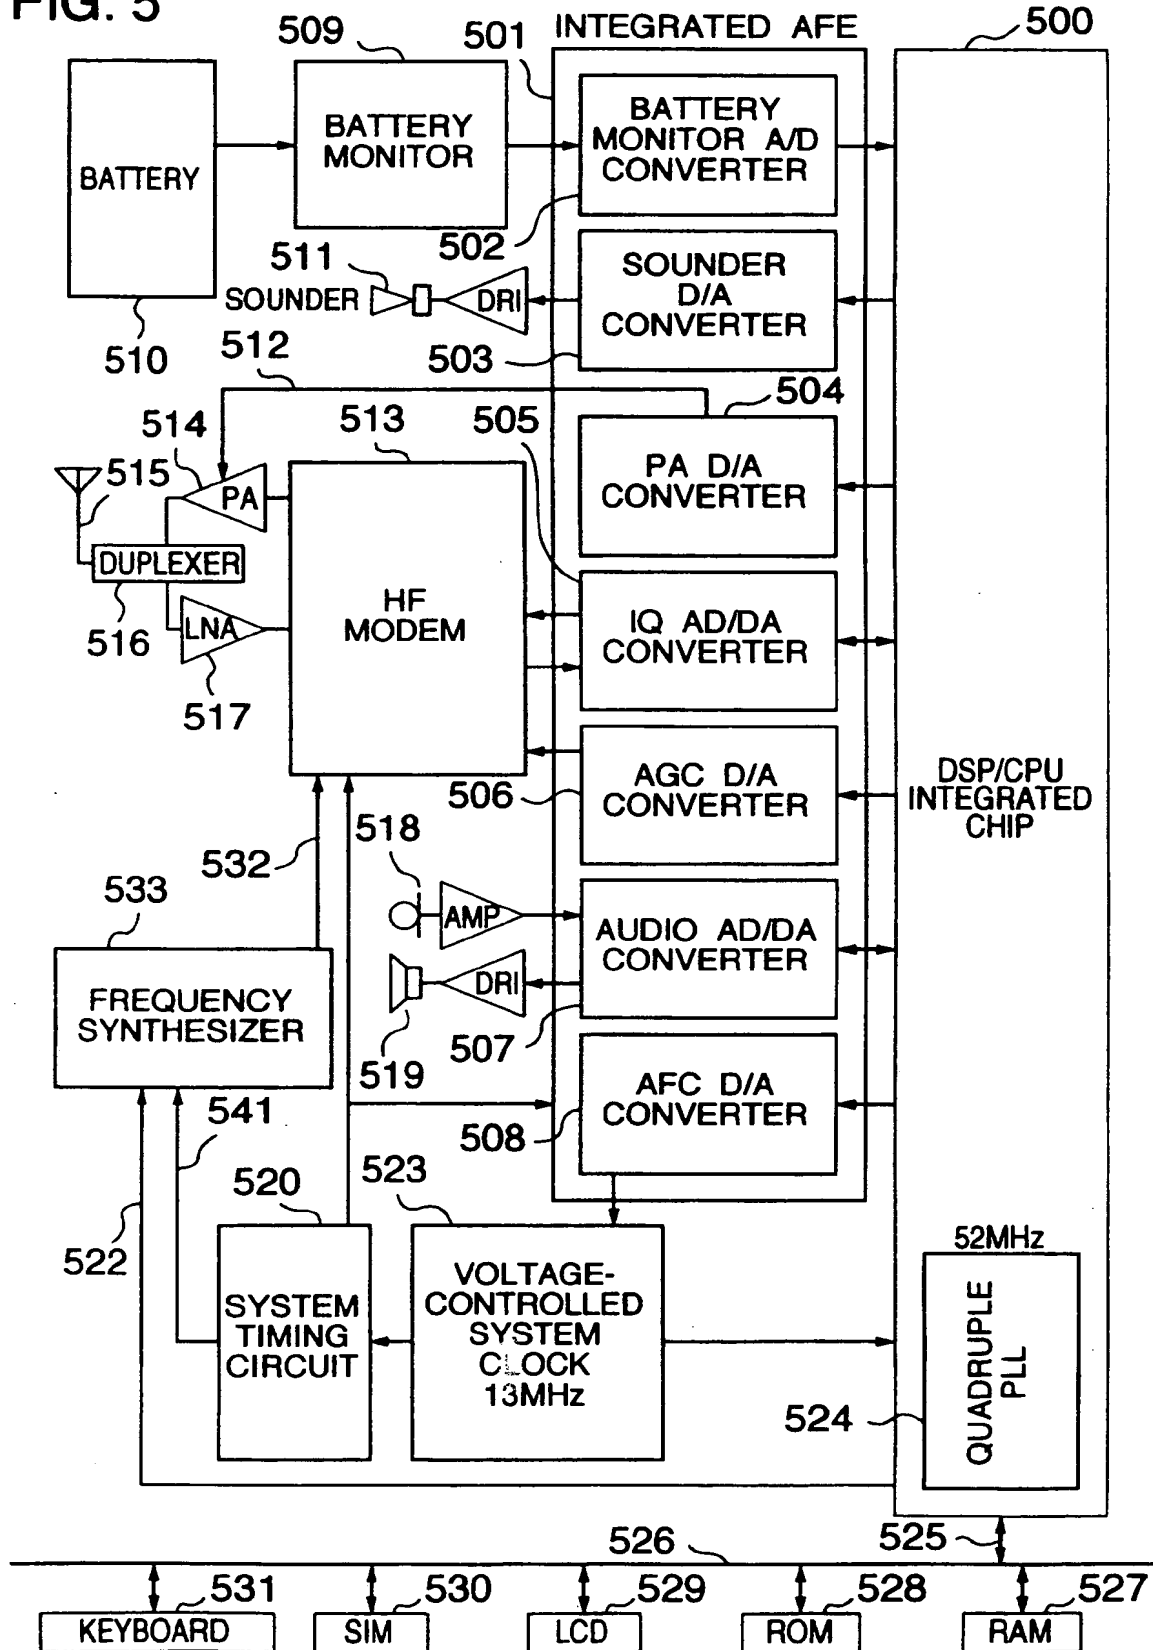 FIG. 5
509
501
INTEGRATED AFE
500
BATTERY
BATTERY
MONITOR
BATTERY
MONITOR A/D
CONVERTER
502
510
511
SOUNDER
DRI
SOUNDER
D/A
CONVERTER
503
512
504
514
513
505
515
PA
PA D/A
CONVERTER
DUPLEXER
516
LNA
517
HF
MODEM
IQ AD/DA
CONVERTER
506
AGC D/A
CONVERTER
DSP/CPU
INTEGRATED
CHIP
518
532
533
AMP
AUDIO AD/DA
CONVERTER
DRI
507
519
FREQUENCY
SYNTHESIZER
541
508
AFC D/A
CONVERTER
520
523
522
SYSTEM
TIMING
CIRCUIT
VOLTAGE-
CONTROLLED
SYSTEM
CLOCK
13MHz
52MHz
QUADRUPLE
PLL
524
525
526
531
530
529
528
527
KEYBOARD
SIM
LCD
ROM
RAM